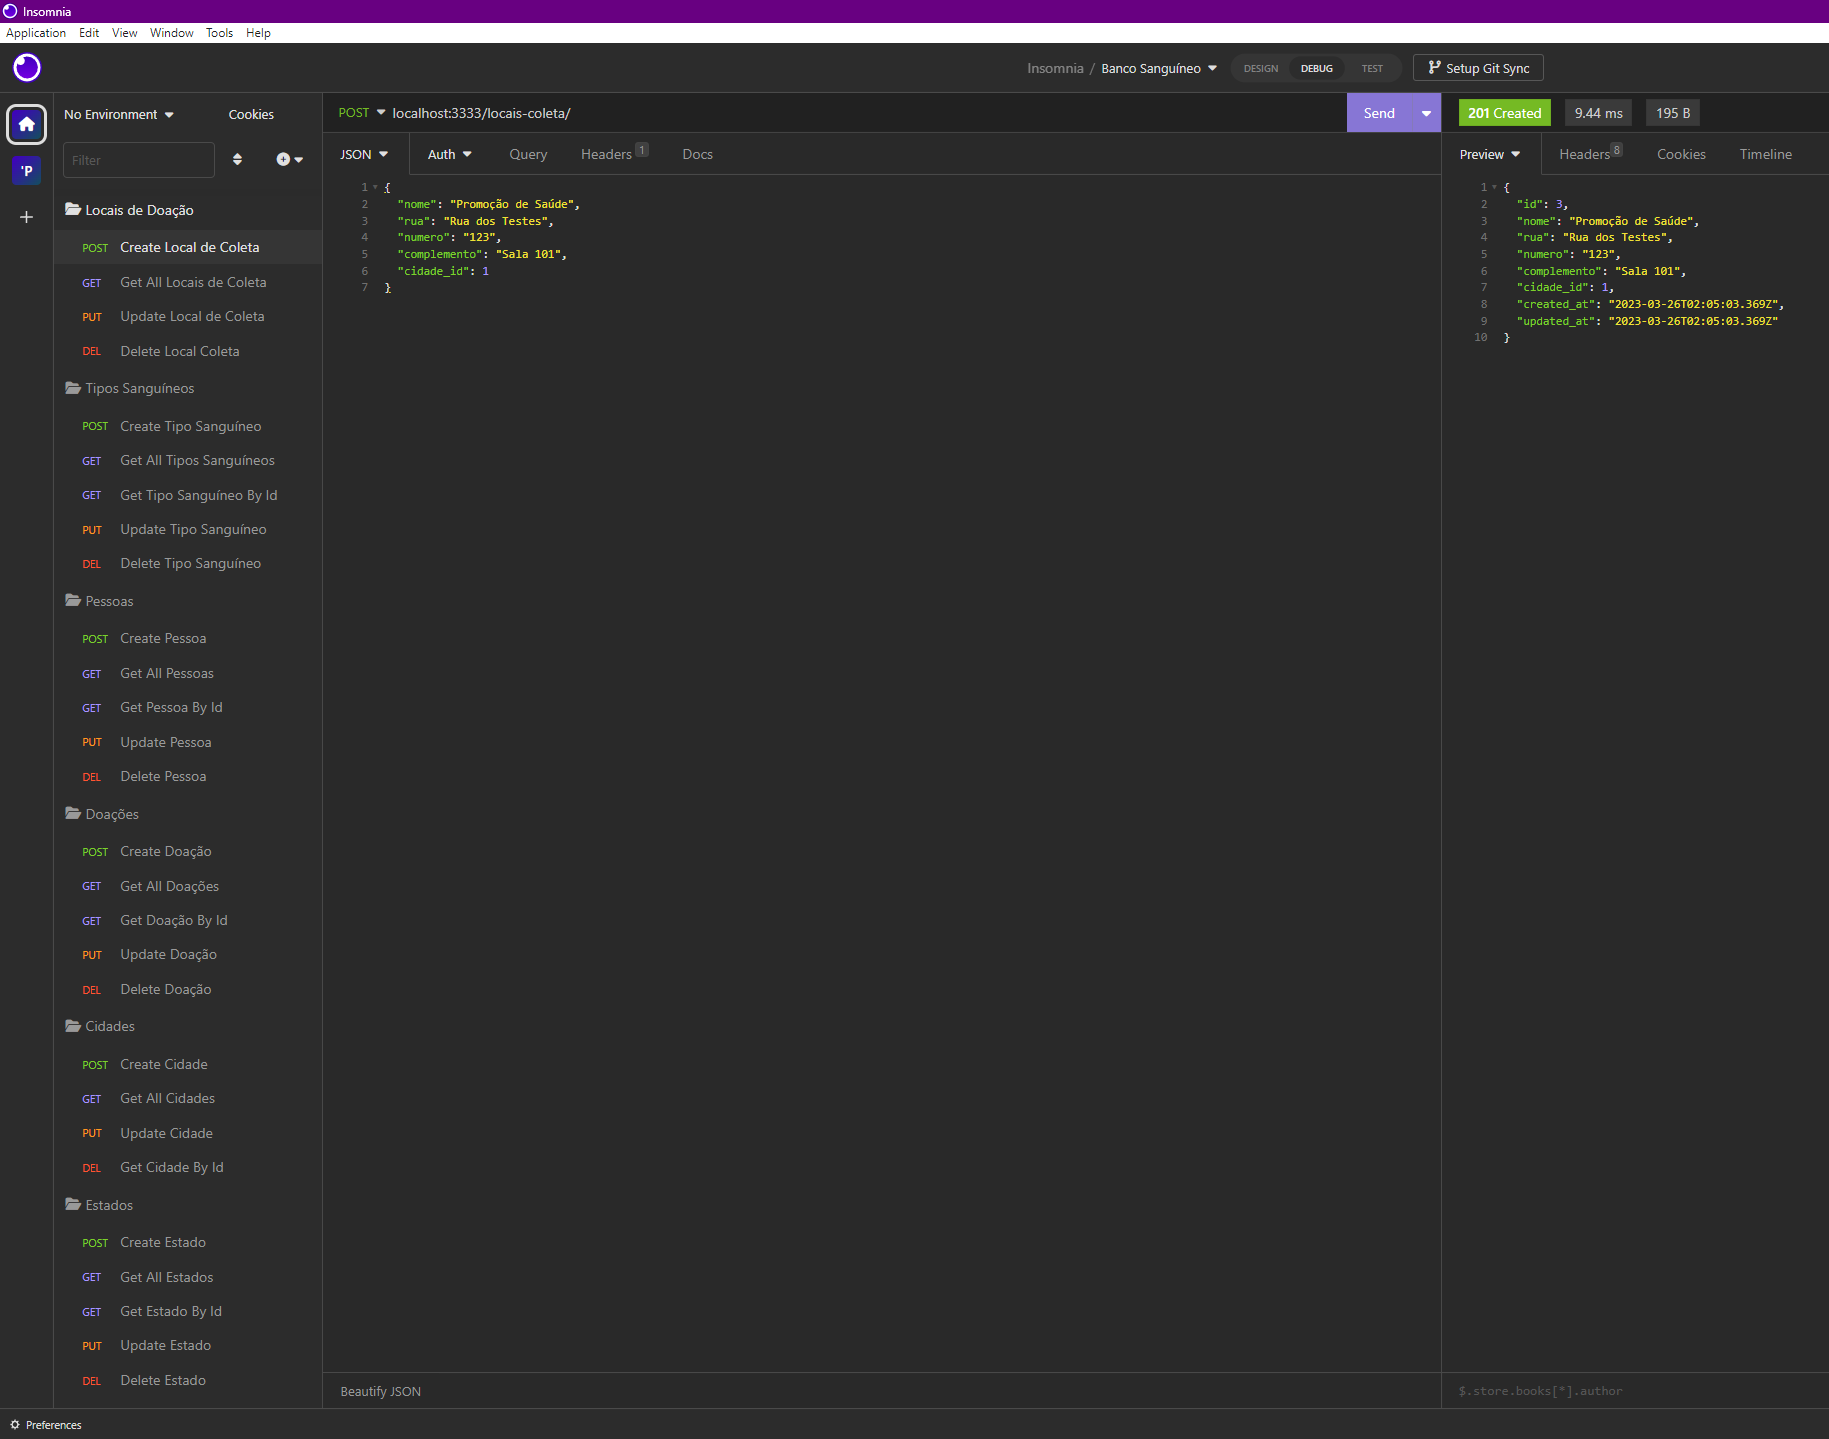 Insomnia
Application Edit View Window Tools Help
Insomnia / Banco Sanguíneo DESIGN DEBUG TEST Setup Git Sync
No Environment Cookies
Filter
'P
Locais de Doação
POST Create Local de Coleta
GET Get All Locais de Coleta
PUT Update Local de Coleta
DEL Delete Local Coleta
Tipos Sanguíneos
POST Create Tipo Sanguíneo
GET Get All Tipos Sanguíneos
GET Get Tipo Sanguíneo By Id
PUT Update Tipo Sanguíneo
DEL Delete Tipo Sanguíneo
Pessoas
POST Create Pessoa
GET Get All Pessoas
GET Get Pessoa By Id
PUT Update Pessoa
DEL Delete Pessoa
Doações
POST Create Doação
GET Get All Doações
GET Get Doação By Id
PUT Update Doação
DEL Delete Doação
Cidades
POST Create Cidade
GET Get All Cidades
PUT Update Cidade
DEL Get Cidade By Id
Estados
POST Create Estado
GET Get All Estados
GET Get Estado By Id
PUT Update Estado
DEL Delete Estado
POST localhost:3333/locais-coleta/ Send
JSON Auth Query Headers 1 Docs
1 {
2 "nome": "Promoção de Saúde",
3 "rua": "Rua dos Testes",
4 "numero": "123",
5 "complemento": "Sala 101",
6 "cidade_id": 1
7 }
Beautify JSON
201 Created 9.44 ms 195 B
Preview Headers 8 Cookies Timeline
1 {
2 "id": 3,
3 "nome": "Promoção de Saúde",
4 "rua": "Rua dos Testes",
5 "numero": "123",
6 "complemento": "Sala 101",
7 "cidade_id": 1,
8 "created_at": "2023-03-26T02:05:03.369Z",
9 "updated_at": "2023-03-26T02:05:03.369Z"
10 }
$.store.books[*].author
Preferences